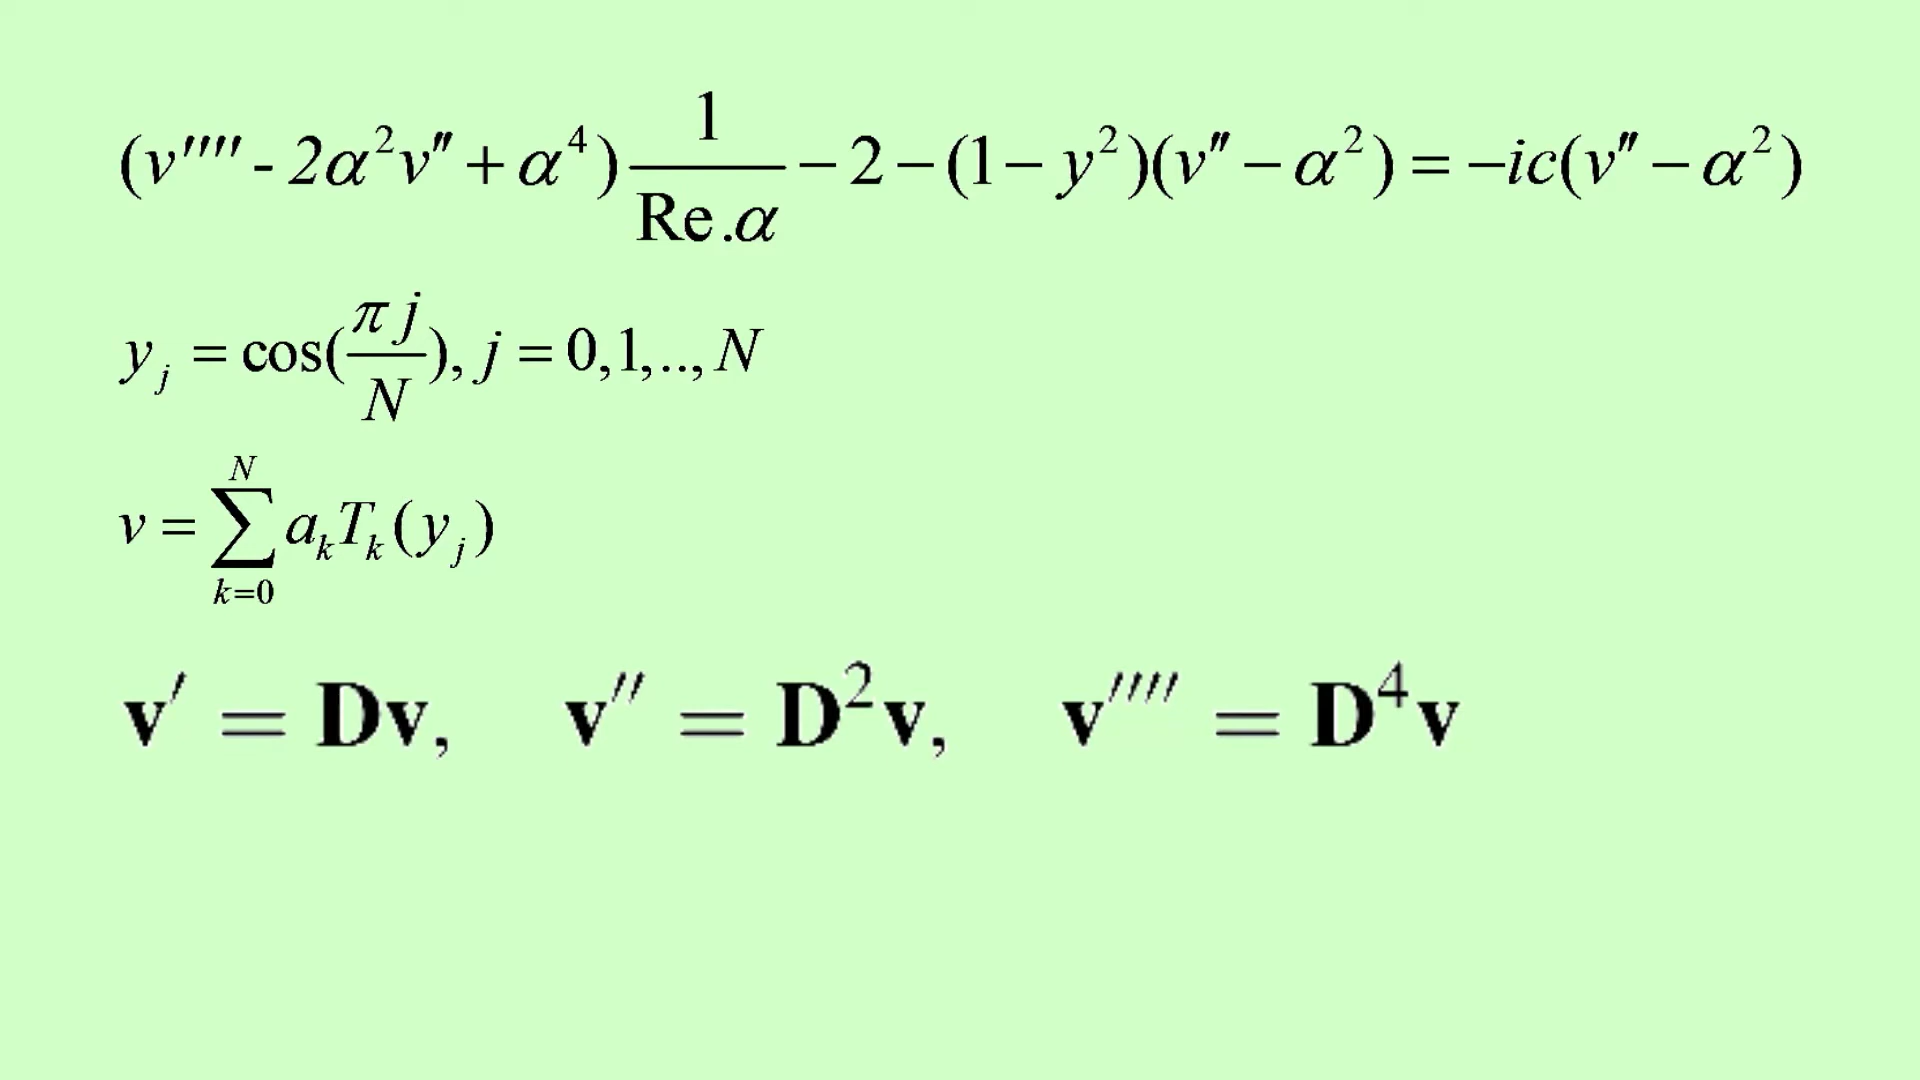 (v'''' - 2α²v'' + α⁴) 1/Re.α − 2 − (1 − y²)(v'' − α²) = −ic(v'' − α²)
y_j = cos(πj/N), j = 0,1,.., N
v = ∑_{k=0}^{N} a_k T_k(y_j)
v' = Dv, v'' = D²v, v'''' = D⁴v